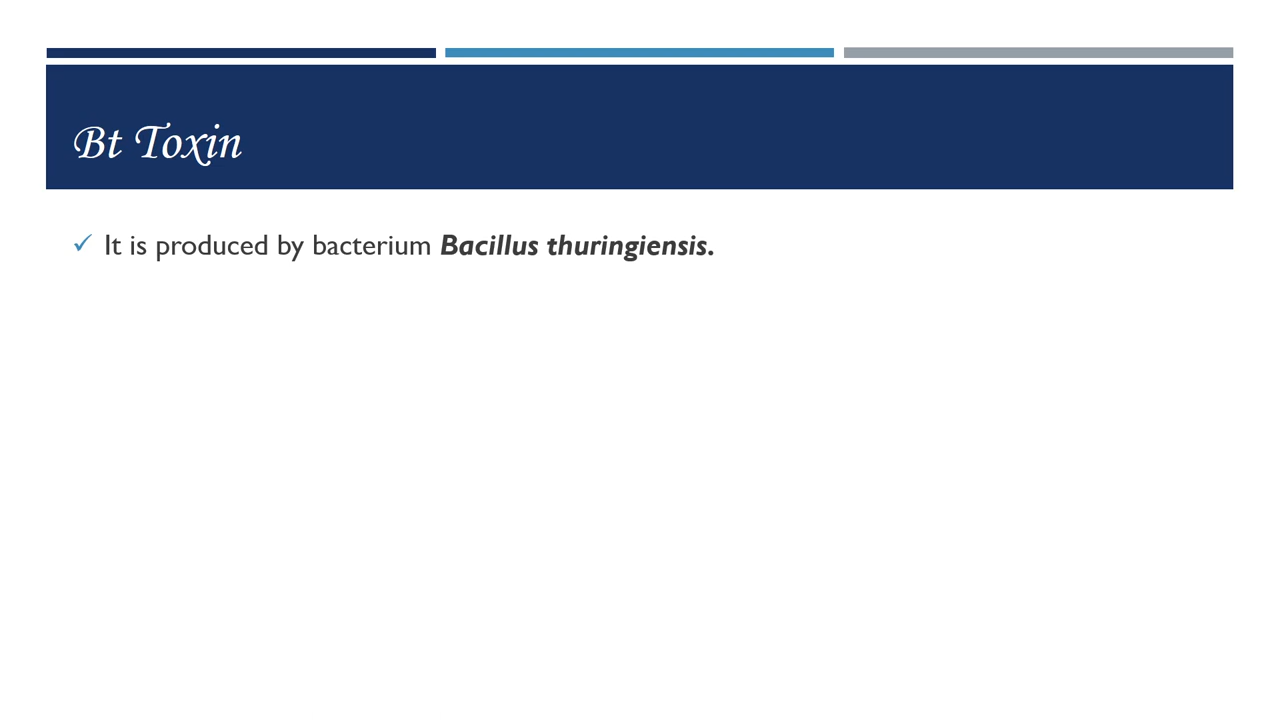 Bt Toxin
✓ It is produced by bacterium Bacillus thuringiensis.